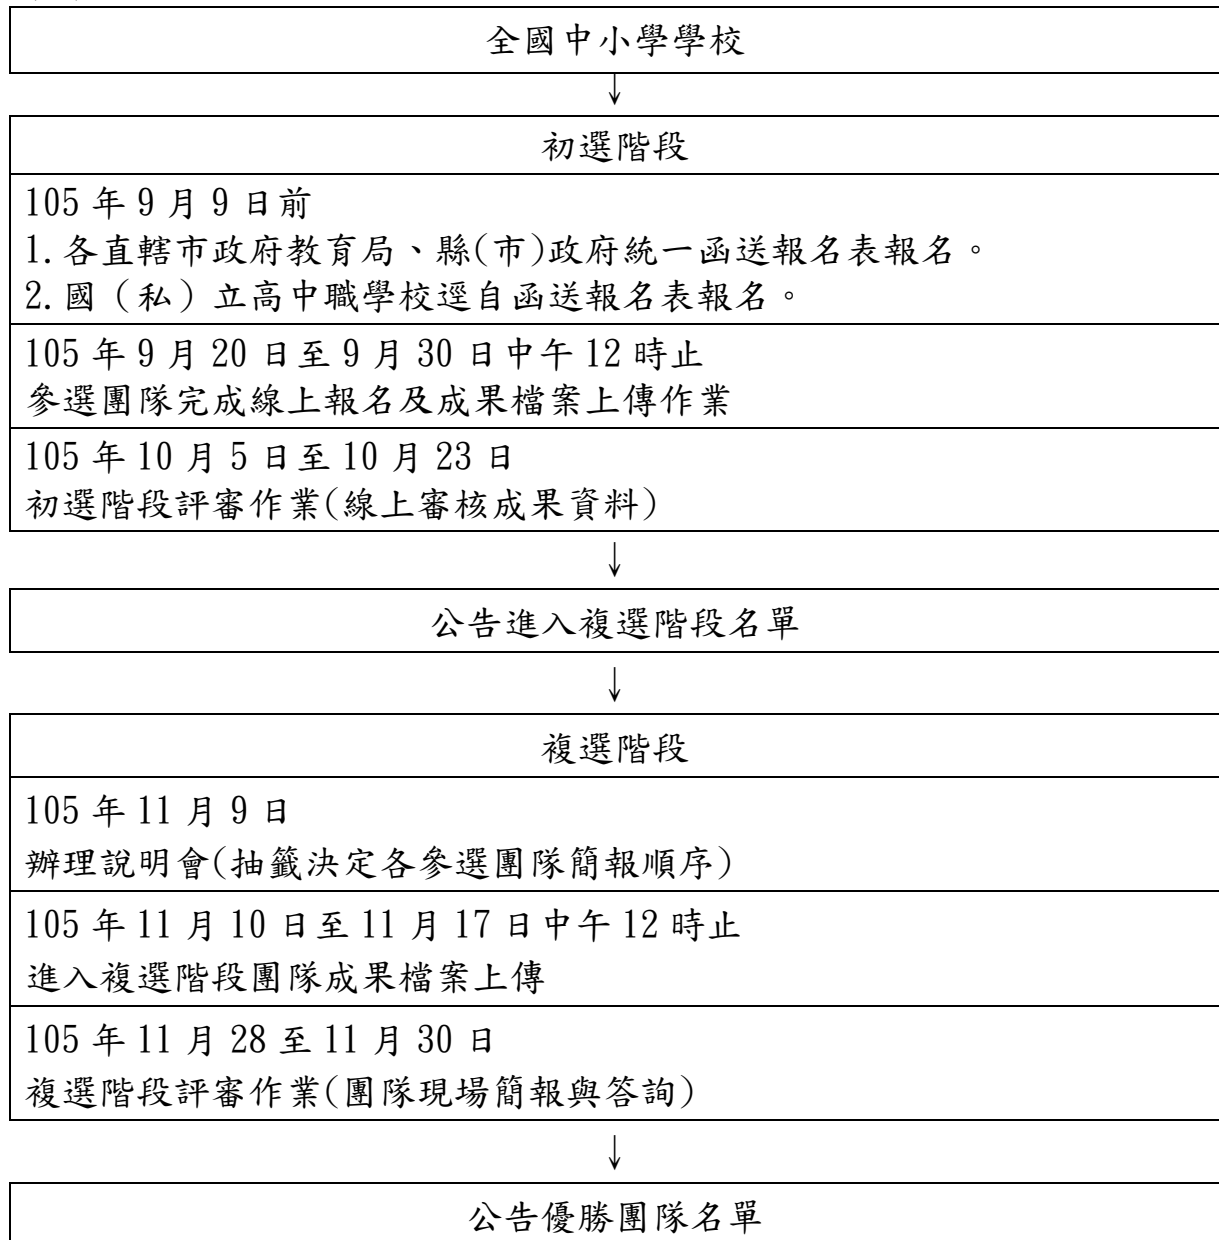 全國中小學學校
↓
初選階段
105 年 9 月 9 日前
1.各直轄市政府教育局、縣(市)政府統一函送報名表報名。
2.國（私）立高中職學校逕自函送報名表報名。
105 年 9 月 20 日至 9 月 30 日中午 12 時止
參選團隊完成線上報名及成果檔案上傳作業
105 年 10 月 5 日至 10 月 23 日
初選階段評審作業(線上審核成果資料)
↓
公告進入複選階段名單
↓
複選階段
105 年 11 月 9 日
辦理說明會(抽籤決定各參選團隊簡報順序)
105 年 11 月 10 日至 11 月 17 日中午 12 時止
進入複選階段團隊成果檔案上傳
105 年 11 月 28 至 11 月 30 日
複選階段評審作業(團隊現場簡報與答詢)
↓
公告優勝團隊名單